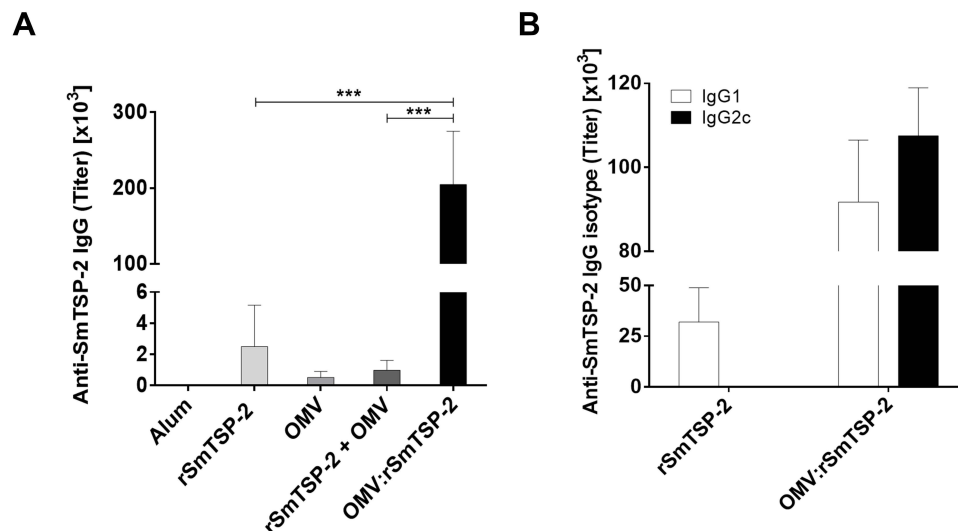 A
Anti-SmTSP-2 IgG (Titer) [x10³]
300
200
100
6
4
2
0
***
***
Alum
rSmTSP-2
OMV
rSmTSP-2 + OMV
OMV:rSmTSP-2
B
Anti-SmTSP-2 IgG isotype (Titer) [x10³]
120
100
80
50
25
0
IgG1
IgG2c
rSmTSP-2
OMV:rSmTSP-2